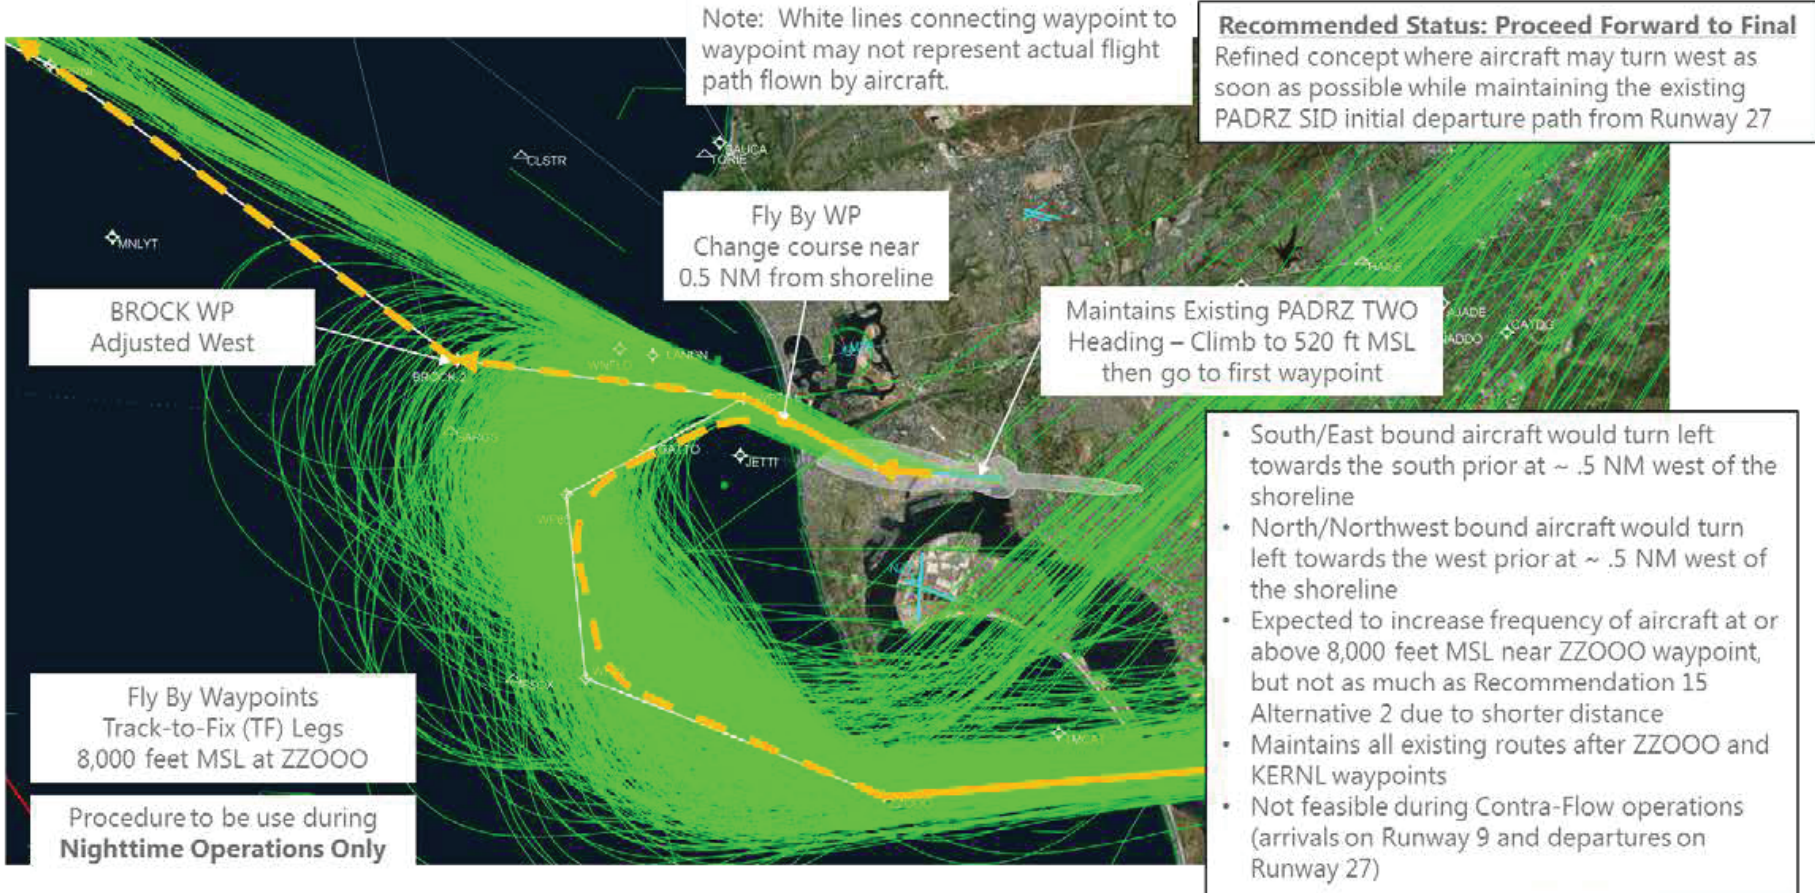 Note:  White lines connecting waypoint to
waypoint may not represent actual flight
path flown by aircraft.
Recommended Status: Proceed Forward to Final
Refined concept where aircraft may turn west as
soon as possible while maintaining the existing
PADRZ SID initial departure path from Runway 27
CLSTR
TORIE
MNLYT
Fly By WP
Change course near
0.5 NM from shoreline
BROCK WP
Adjusted West
Maintains Existing PADRZ TWO
Heading – Climb to 520 ft MSL
then go to first waypoint
LANDN
BROCK 2
JETTI
• South/East bound aircraft would turn left
towards the south prior at ~ .5 NM west of the
shoreline
• North/Northwest bound aircraft would turn
left towards the west prior at ~ .5 NM west of
the shoreline
• Expected to increase frequency of aircraft at or
above 8,000 feet MSL near ZZOOO waypoint,
but not as much as Recommendation 15
Alternative 2 due to shorter distance
• Maintains all existing routes after ZZOOO and
KERNL waypoints
• Not feasible during Contra-Flow operations
(arrivals on Runway 9 and departures on
Runway 27)
Fly By Waypoints
Track-to-Fix (TF) Legs
8,000 feet MSL at ZZOOO
Procedure to be use during
Nighttime Operations Only